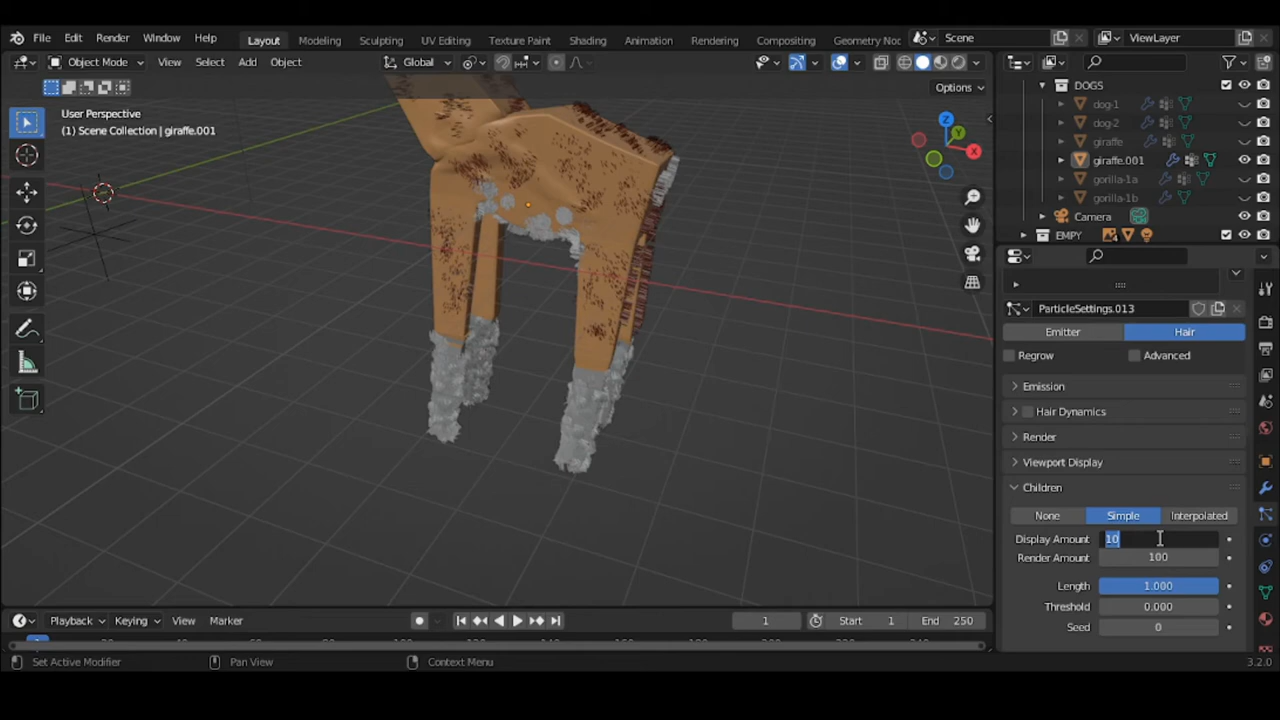 File Edit Render Window Help Layout Modeling Sculpting UV Editing Texture Paint Shading Animation Rendering Compositing Geometry Noc Scene ViewLayer
Object Mode View Select Add Object Global
Options
User Perspective
(1) Scene Collection | giraffe.001
X
Y
Z
DOGS
dog-1
dog-2
giraffe
giraffe.001
gorilla-1a
gorilla-1b
Camera
EMPY
ParticleSettings.013
Emitter Hair
Regrow Advanced
Emission
Hair Dynamics
Render
Viewport Display
Children
None Simple Interpolated
Display Amount 10
Render Amount 100
Length 1.000
Threshold 0.000
Seed 0
Playback Keying View Marker 1 Start 1 End 250
Set Active Modifier Pan View Context Menu 3.2.0